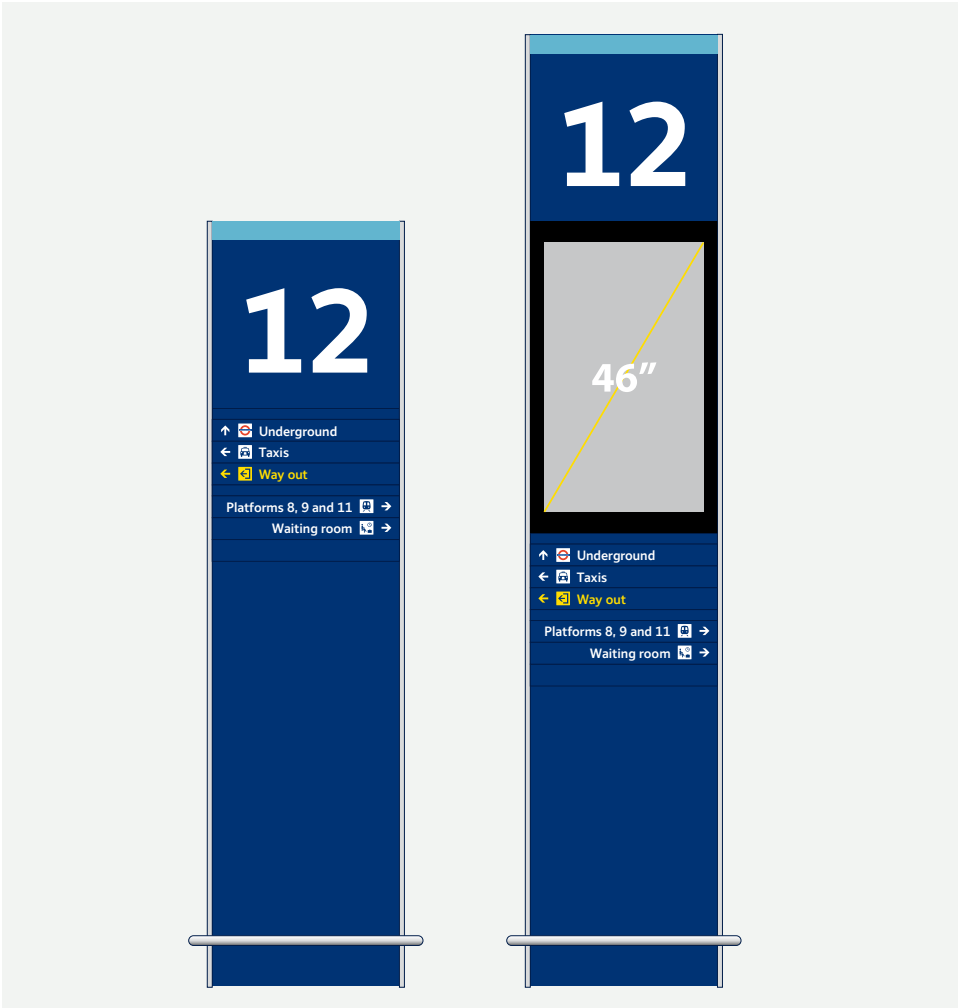 12
Underground
Taxis
Way out
Platforms 8, 9 and 11
Waiting room
12
46”
Underground
Taxis
Way out
Platforms 8, 9 and 11
Waiting room